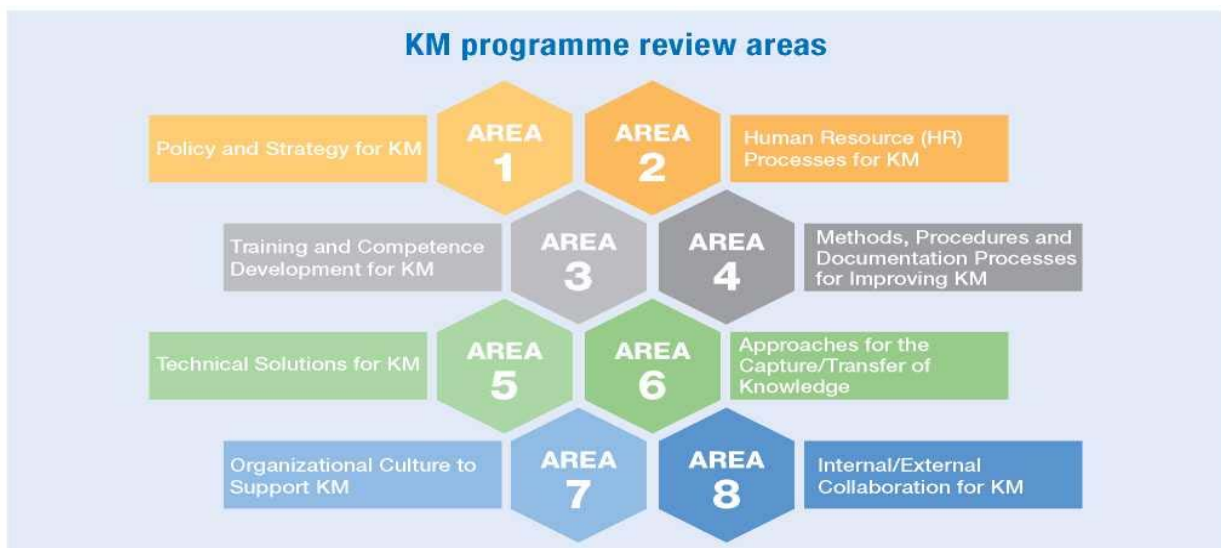 KM programme review areas
Policy and Strategy for KM
AREA
1
AREA
2
Human Resource (HR)
Processes for KM
Training and Competence
Development for KM
AREA
3
AREA
4
Methods, Procedures and
Documentation Processes
for Improving KM
Technical Solutions for KM
AREA
5
AREA
6
Approaches for the
Capture/Transfer of
Knowledge
Organizational Culture to
Support KM
AREA
7
AREA
8
Internal/External
Collaboration for KM